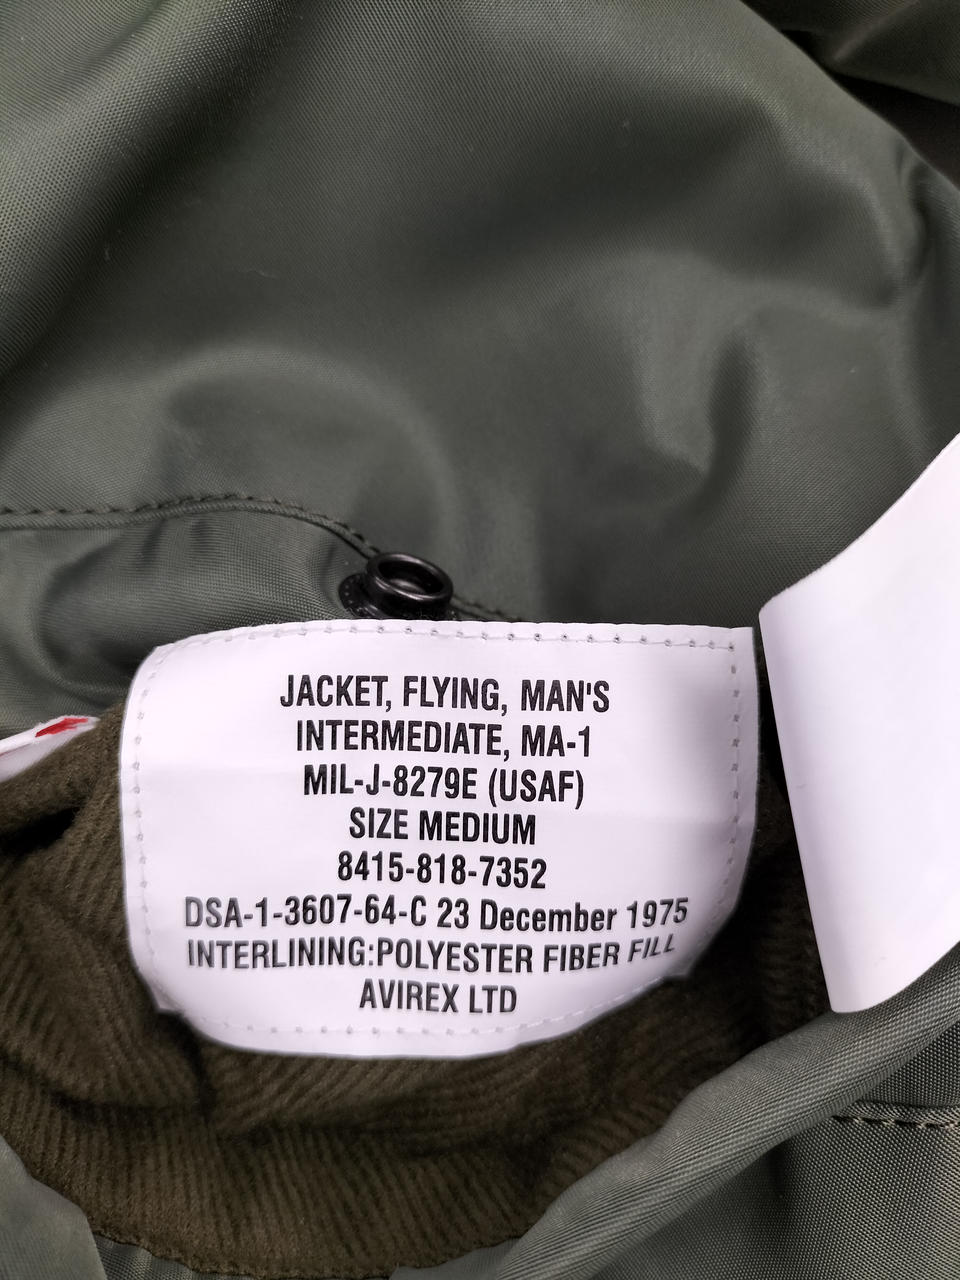 JACKET, FLYING, MAN'S
INTERMEDIATE, MA-1
MIL-J-8279E (USAF)
SIZE MEDIUM
8415-818-7352
DSA-1-3607-64-C 23 December 1975
INTERLINING:POLYESTER FIBER FILL
AVIREX LTD